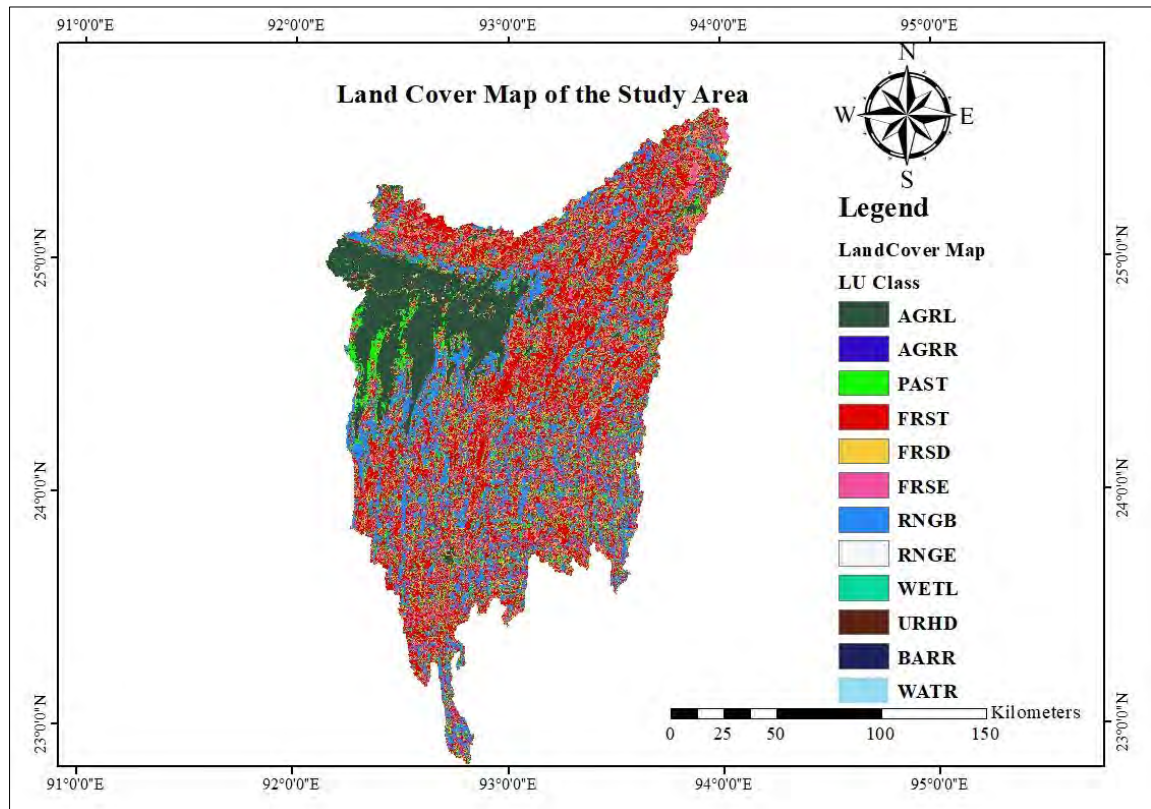 91°0'0"E 92°0'0"E 93°0'0"E 94°0'0"E 95°0'0"E
Land Cover Map of the Study Area
N
W E
S
Legend
LandCover Map
LU Class
AGRL
AGRR
PAST
FRST
FRSD
FRSE
RNGB
RNGE
WETL
URHD
BARR
WATR
25°0'0"N
24°0'0"N
23°0'0"N
25°0'0"N
24°0'0"N
23°0'0"N
Kilometers
0 25 50 100 150
91°0'0"E 92°0'0"E 93°0'0"E 94°0'0"E 95°0'0"E